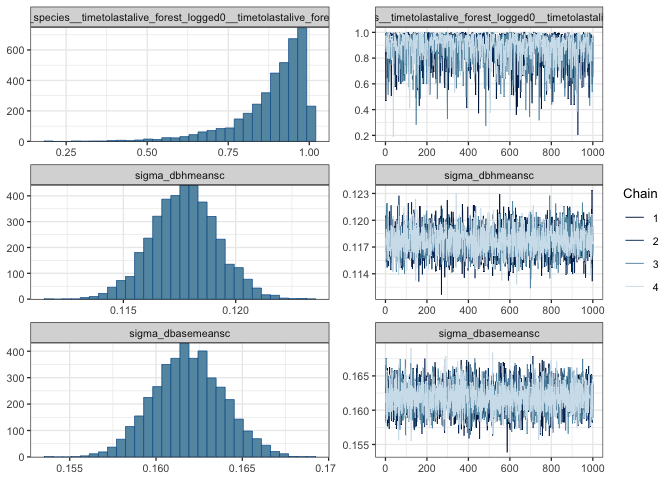 _species__timetolastalive_forest_logged0__timetolastalive_fore
600
400
200
0
0.25 0.50 0.75 1.00
s__timetolastalive_forest_logged0__timetolastali
1.0
0.8
0.6
0.4
0.2
0 200 400 600 800 1000
sigma_dbhmeansc
400
300
200
100
0
0.115 0.120
sigma_dbhmeansc
0.123
0.120
0.117
0.114
0 200 400 600 800 1000
sigma_dbasemeansc
400
300
200
100
0
0.155 0.160 0.165 0.17
sigma_dbasemeansc
0.165
0.160
0.155
0 200 400 600 800 1000
Chain
1
2
3
4